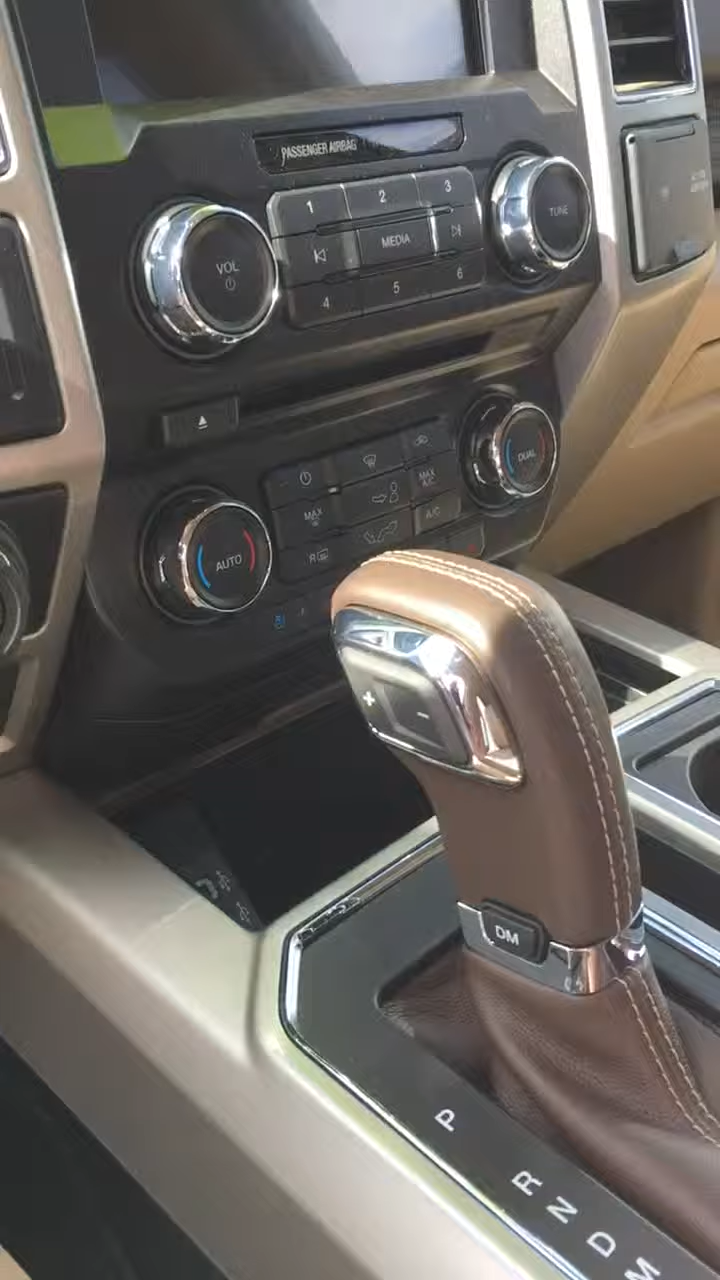 PASSENGER AIRBAG
1 2 3
VOL
MEDIA
TUNE
4 5 6
MAX A/C
DUAL
MAX
A/C
AUTO
R
+ -
DM
P
R
N
D
M